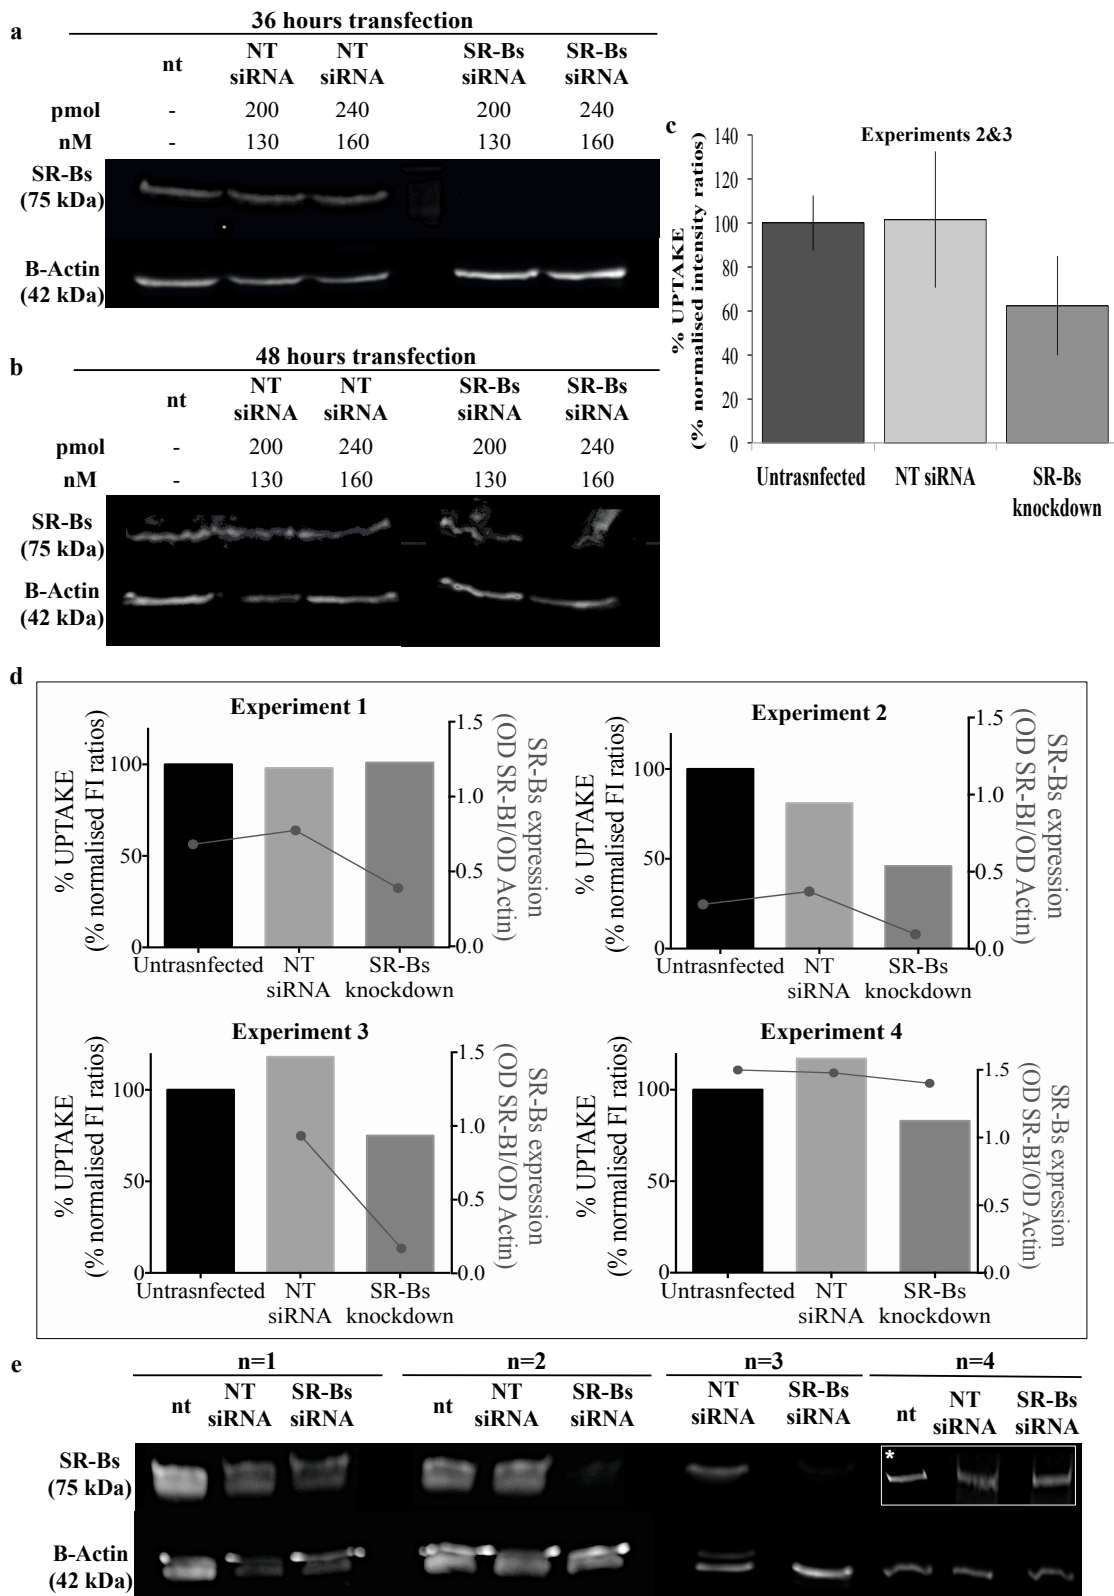 a
36 hours transfection
nt
NT siRNA
NT siRNA
SR-Bs siRNA
SR-Bs siRNA
pmol - 200 240 200 240
nM - 130 160 130 160
SR-Bs (75 kDa)
B-Actin (42 kDa)
b
48 hours transfection
nt
NT siRNA
NT siRNA
SR-Bs siRNA
SR-Bs siRNA
pmol - 200 240 200 240
nM - 130 160 130 160
SR-Bs (75 kDa)
B-Actin (42 kDa)
c
Experiments 2&3
% UPTAKE
(% normalised intensity ratios)
140
120
100
80
60
40
20
0
Untrasnfected
NT siRNA
SR-Bs knockdown
d
Experiment 1
% UPTAKE
(% normalised FI ratios)
100
50
0
1.5
1.0
0.5
0.0
SR-Bs expression
(OD SR-BI/OD Actin)
Untrasnfected
NT siRNA
SR-Bs knockdown
Experiment 2
% UPTAKE
(% normalised FI ratios)
100
50
0
1.5
1.0
0.5
0.0
SR-Bs expression
(OD SR-BI/OD Actin)
Untrasnfected
NT siRNA
SR-Bs knockdown
Experiment 3
% UPTAKE
(% normalised FI ratios)
100
50
0
1.5
1.0
0.5
0.0
SR-Bs expression
(OD SR-BI/OD Actin)
Untrasnfected
NT siRNA
SR-Bs knockdown
Experiment 4
% UPTAKE
(% normalised FI ratios)
100
50
0
1.5
1.0
0.5
0.0
SR-Bs expression
(OD SR-BI/OD Actin)
Untrasnfected
NT siRNA
SR-Bs knockdown
e
n=1
n=2
n=3
n=4
nt
NT siRNA
SR-Bs siRNA
nt
NT siRNA
SR-Bs siRNA
NT siRNA
SR-Bs siRNA
nt
NT siRNA
SR-Bs siRNA
SR-Bs (75 kDa)
*
B-Actin (42 kDa)